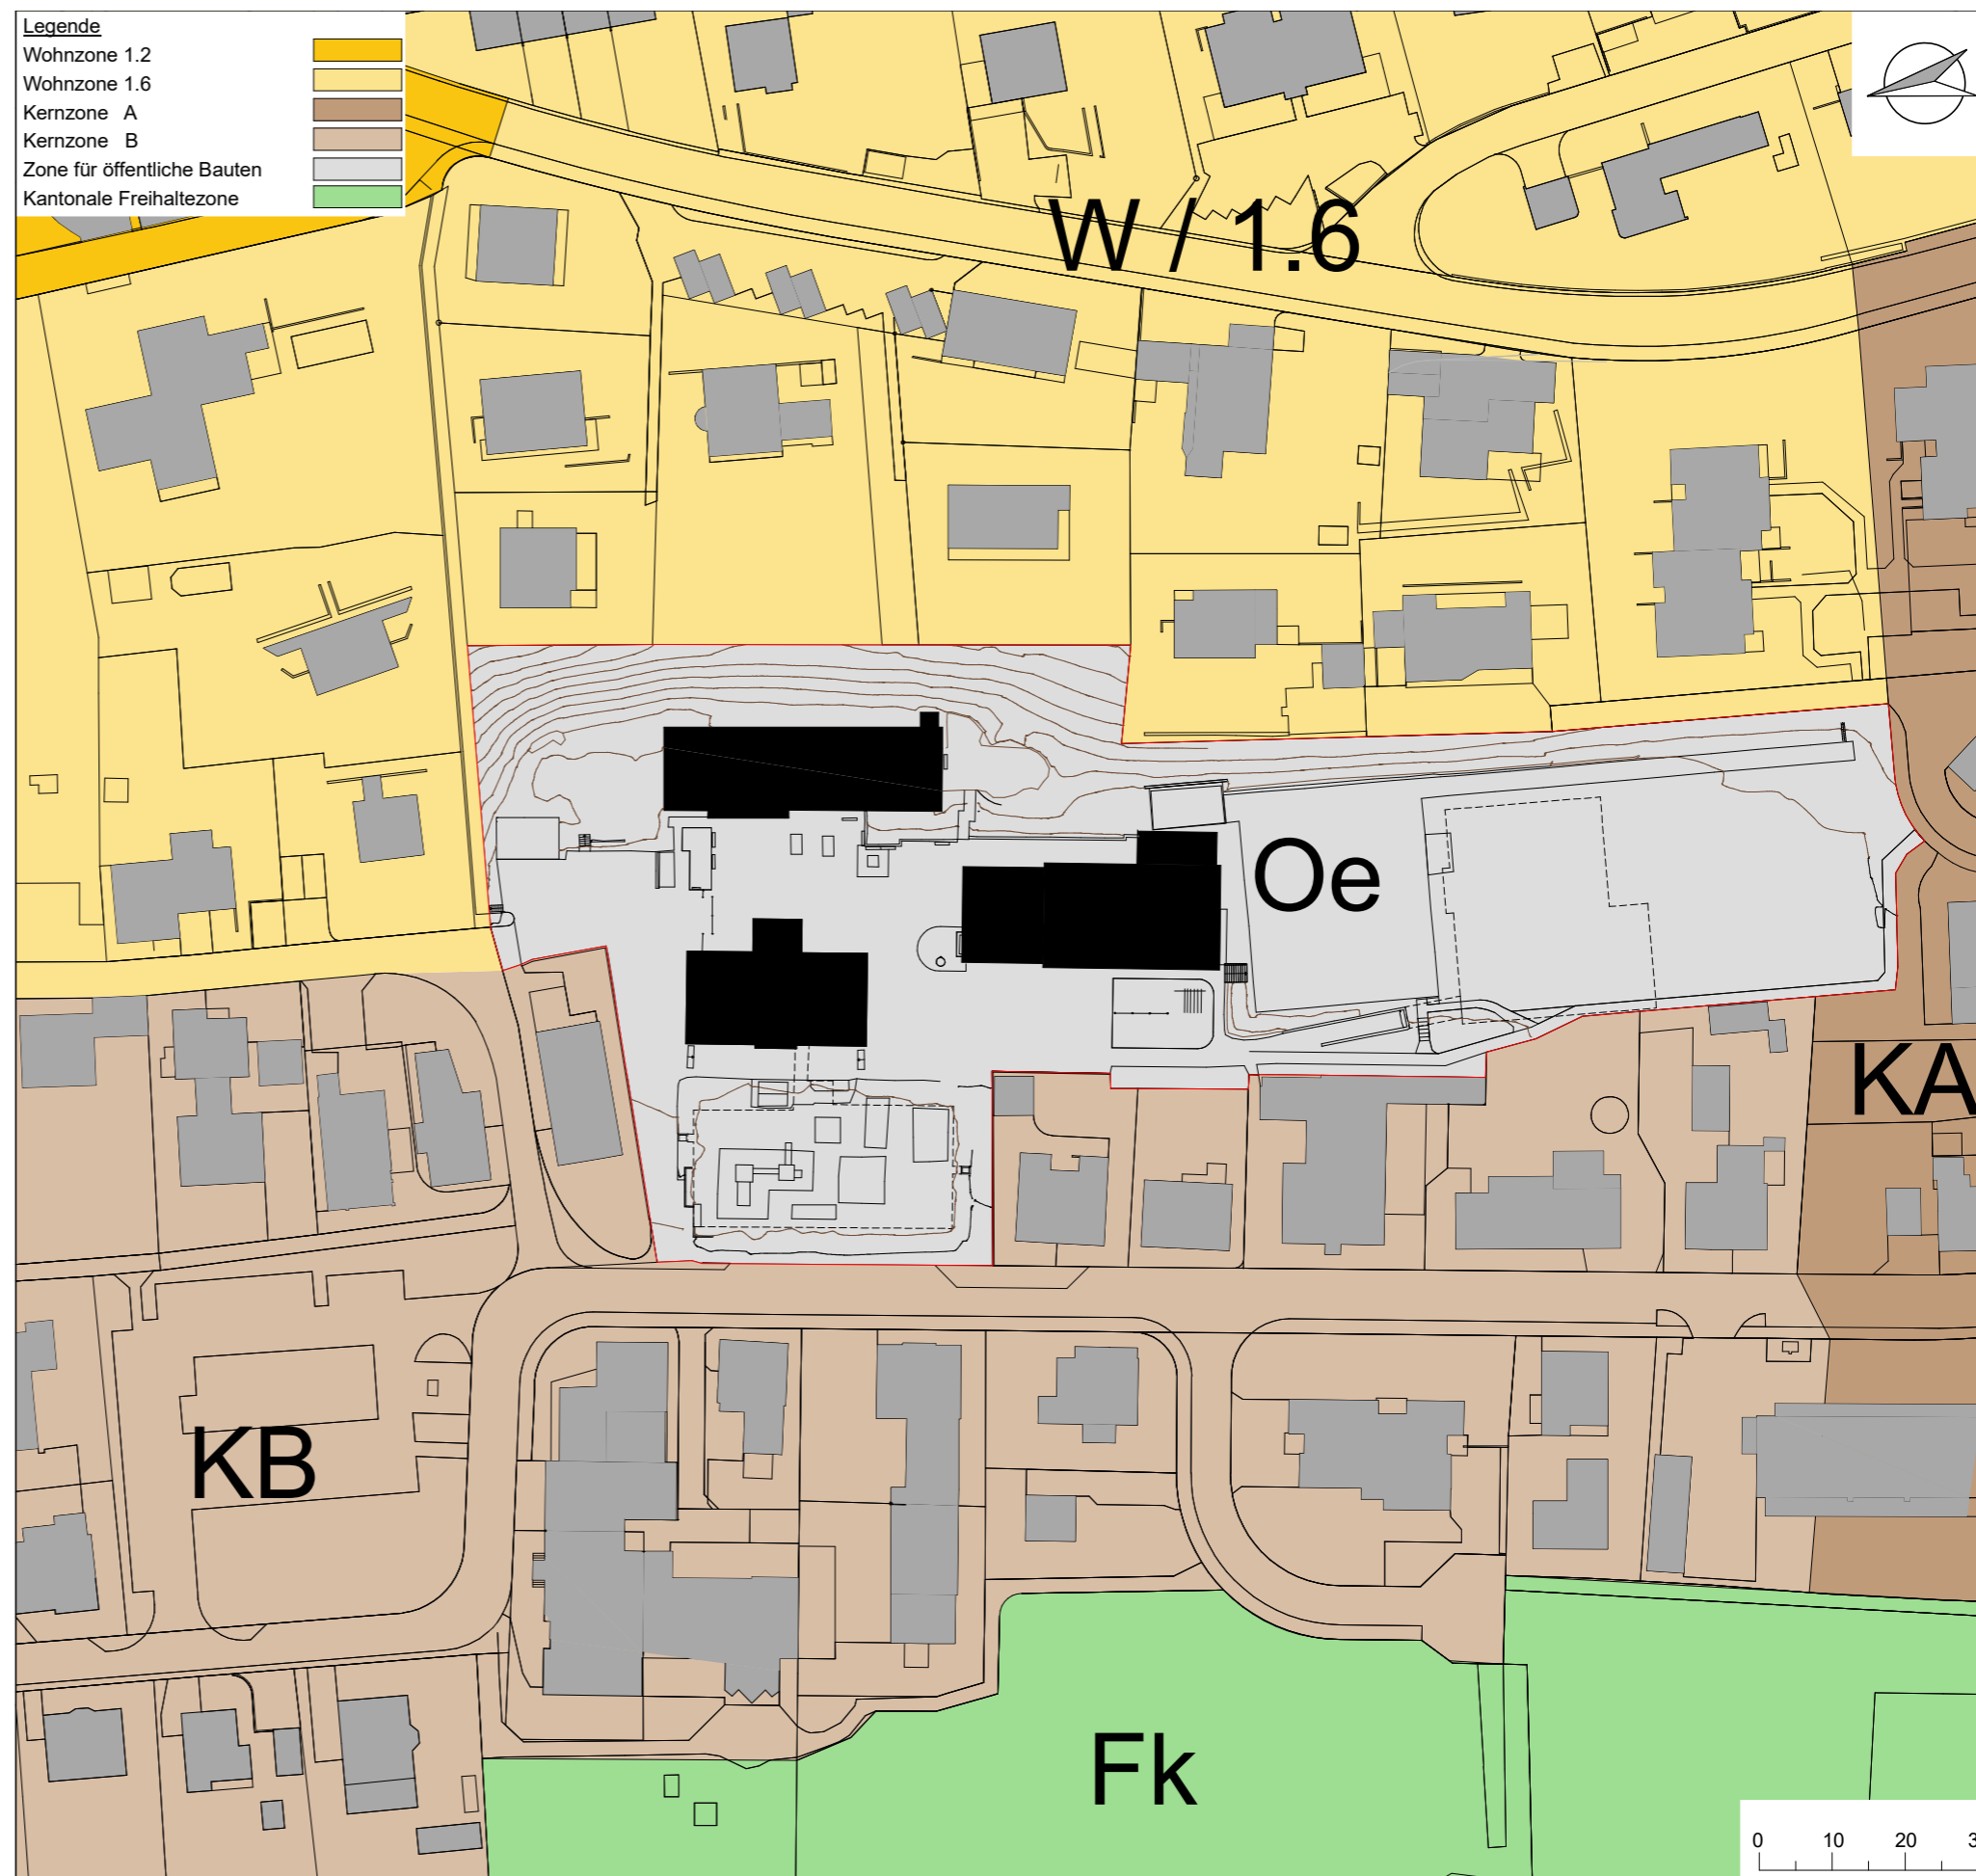 Legende
Wohnzone 1.2
Wohnzone 1.6
Kernzone A
Kernzone B
Zone für öffentliche Bauten
Kantonale Freihaltezone
W / 1.6
Oe
KA
KB
Fk
0 10 20